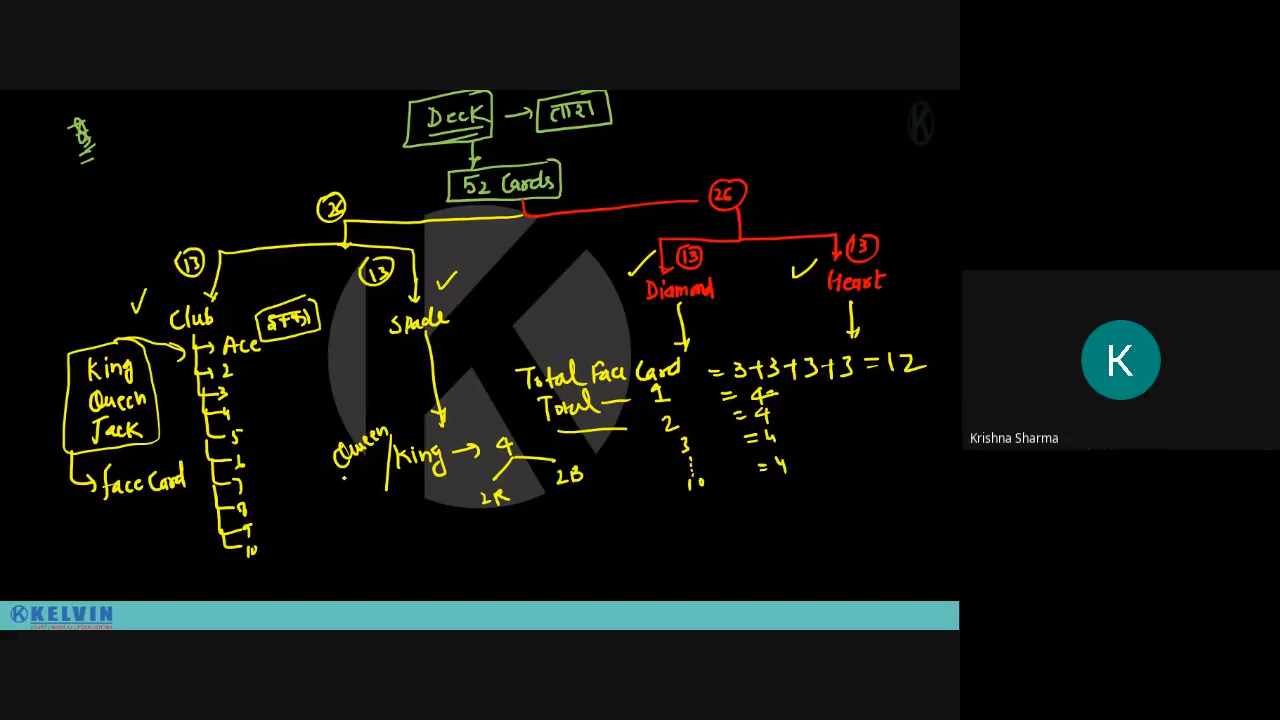 Deck → ताश
52 Cards
26
26
13
13
13
13
Club
Spade
Diamond
Heart
King
Queen
Jack
Face Card
Ace
इक्का
2
3
4
5
6
7
8
9
10
Queen
/King → 4
2R
2B
Total Face Card = 3+3+3+3 = 12
Total — 1 = 4
2 = 4
3 = 4
10 = 4
K
Krishna Sharma
KELVIN